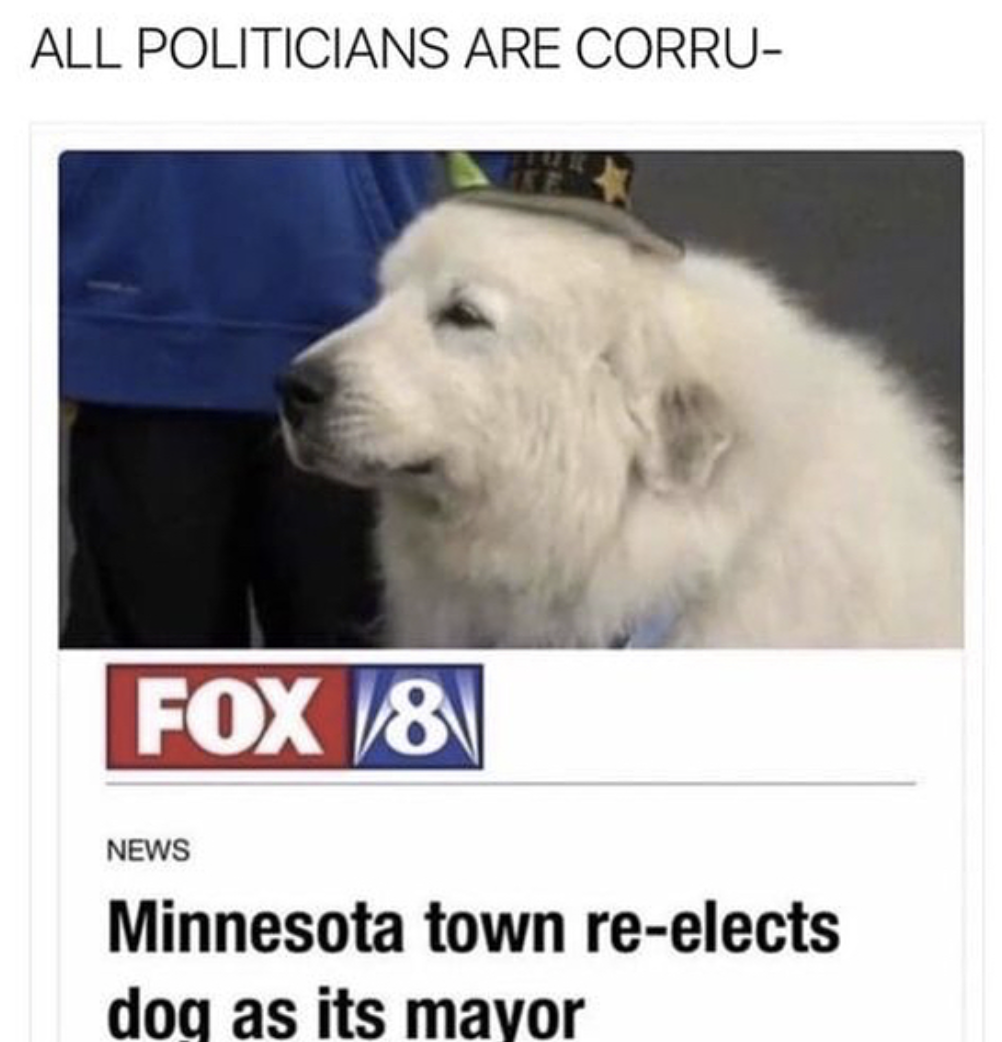 ALL POLITICIANS ARE CORRU-
FOX 8
NEWS
Minnesota town re-elects
dog as its mayor